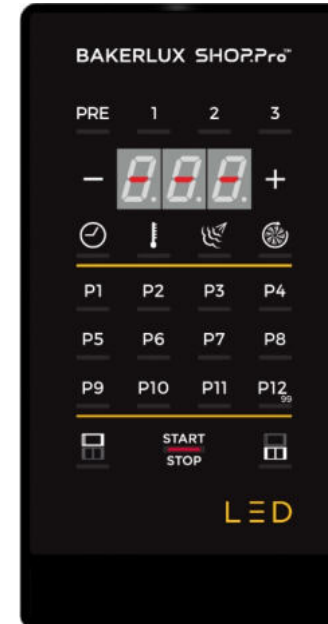 BAKERLUX SHOP.Pro™
PRE 1 2 3
− - - - +
P1 P2 P3 P4
P5 P6 P7 P8
P9 P10 P11 P12
99
START
STOP
LED